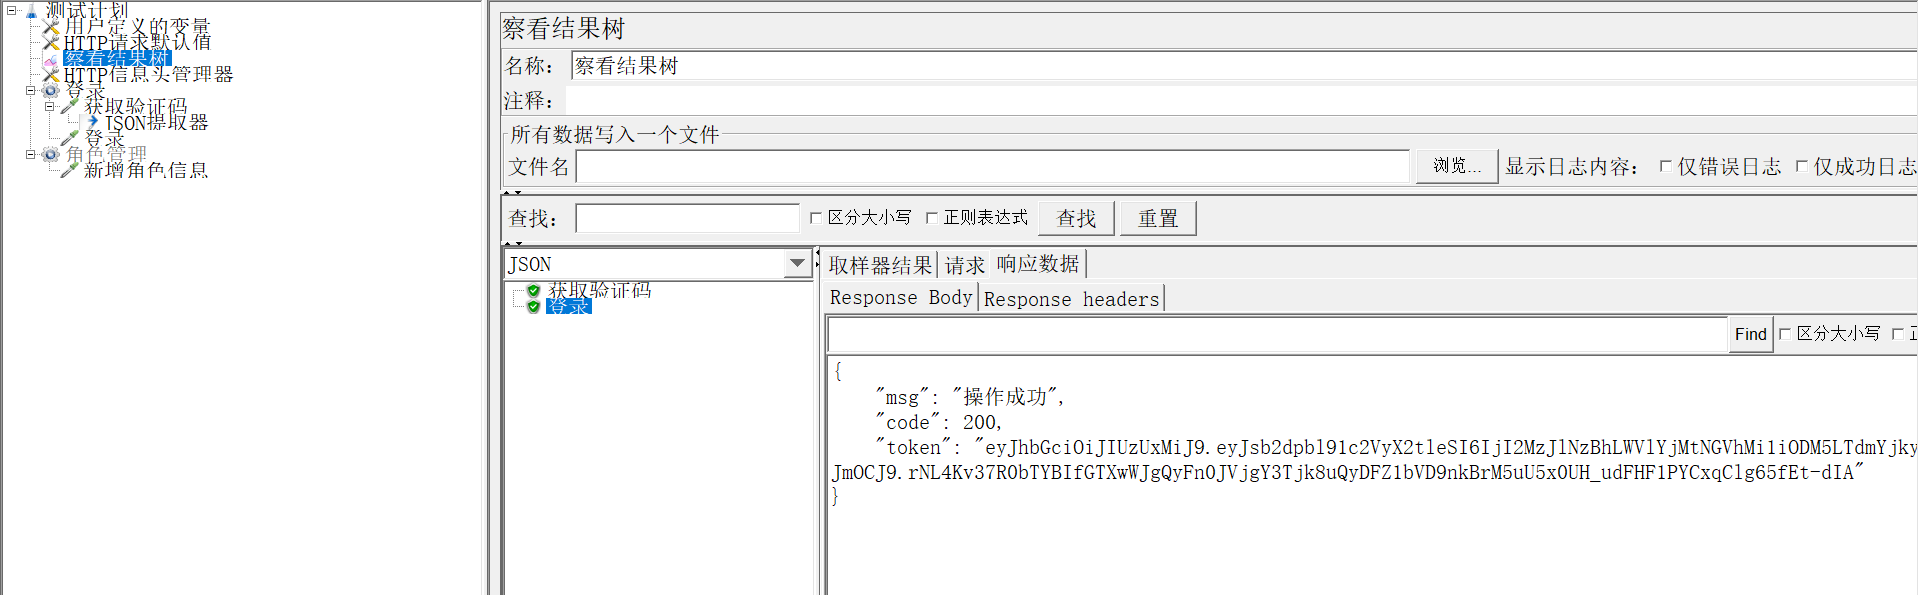 测试计划
用户定义的变量
HTTP请求默认值
察看结果树
HTTP信息头管理器
登录
获取验证码
JSON提取器
登录
角色管理
新增角色信息
察看结果树
名称： 察看结果树
注释：
所有数据写入一个文件
文件名 浏览... 显示日志内容： 仅错误日志 仅成功日志
查找： 区分大小写 正则表达式 查找 重置
JSON
获取验证码
登录
取样器结果 请求 响应数据
Response Body Response headers
Find 区分大小写
{
"msg": "操作成功",
"code": 200,
"token": "eyJhbGciOiJIUzUxMiJ9.eyJsb2dpbl91c2VyX2tleSI6IjI2MzJlNzBhLWVlYjMtNGVhMi1iODM5LTdmYjky
JmOCJ9.rNL4Kv37R0bTYBIfGTXwWJgQyFn0JVjgY3Tjk8uQyDFZ1bVD9nkBrM5uU5x0UH_udFHF1PYCxqClg65fEt-dIA"
}